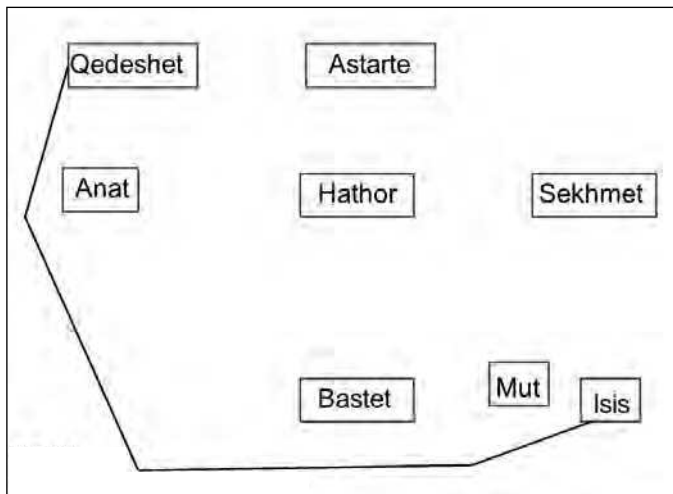 Qedeshet
Astarte
Anat
Hathor
Sekhmet
Bastet
Mut
Isis